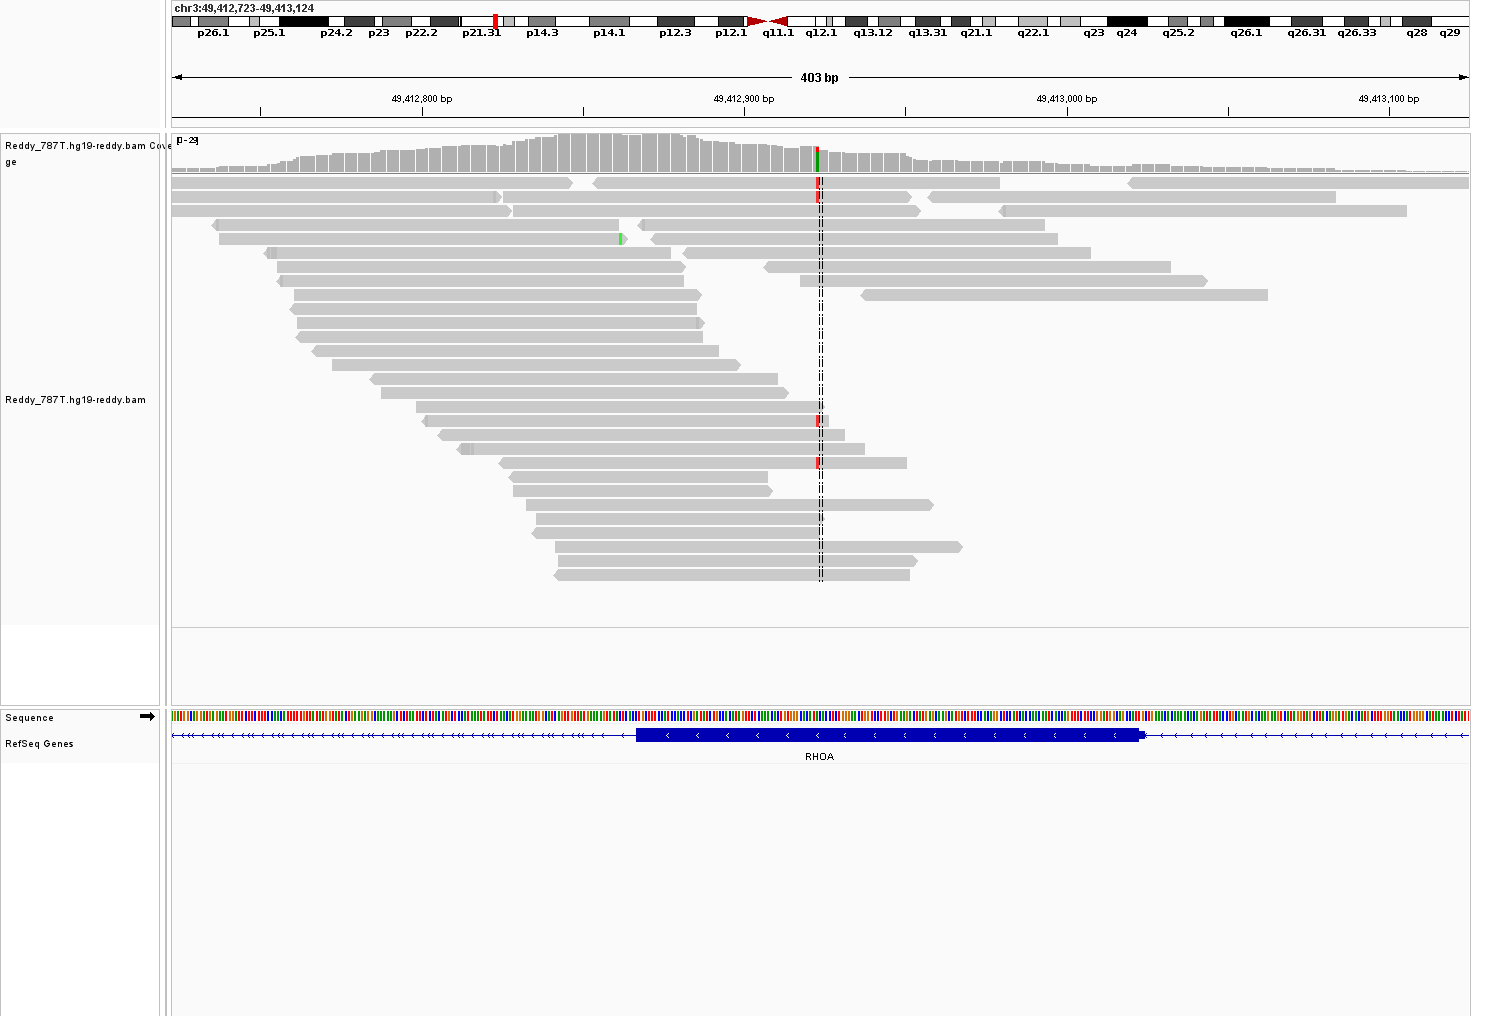 chr3:49,412,723-49,413,124
p26.1 p25.1 p24.2 p23 p22.2 p21.31 p14.3 p14.1 p12.3 p12.1 q11.1 q12.1 q13.12 q13.31 q21.1 q22.1 q23 q24 q25.2 q26.1 q26.31 q26.33 q28 q29
403 bp
49,412,800 bp 49,412,900 bp 49,413,000 bp 49,413,100 bp
[0 - 29]
Reddy_787T.hg19-reddy.bam Cove
ge
Reddy_787T.hg19-reddy.bam
Sequence
RefSeq Genes
RHOA